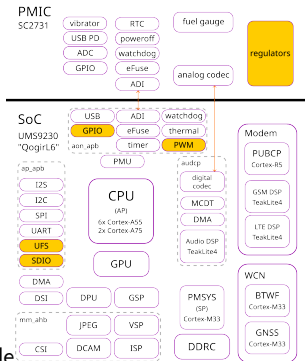 PMIC
SC2731
vibrator
USB PD
ADC
GPIO
RTC
poweroff
watchdog
eFuse
ADI
fuel gauge
analog codec
regulators
SoC
UMS9230
"QogirL6"
USB
ADI
watchdog
GPIO
eFuse
thermal
aon_apb
timer
PWM
PMU
ap_apb
I2S
I2C
SPI
UART
UFS
SDIO
DMA
DSI
CPU
(AP)
6x Cortex-A55
2x Cortex-A75
GPU
audcp
digital
codec
MCDT
DMA
Audio DSP
TeakLite4
Modem
PUBCP
Cortex-R5
GSM DSP
TeakLite4
LTE DSP
TeakLite4
DPU
GSP
mm_ahb
JPEG
VSP
CSI
DCAM
ISP
PMSYS
(SP)
Cortex-M33
DDRC
WCN
BTWF
Cortex-M33
GNSS
Cortex-M33